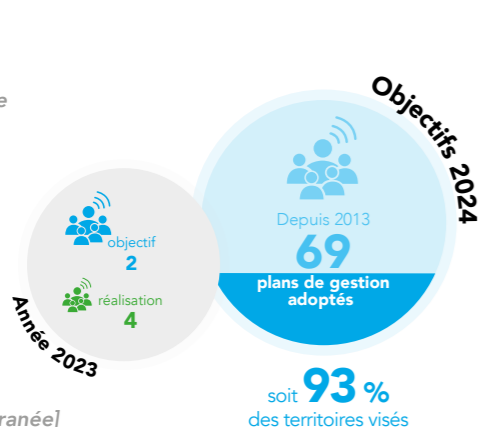 e
Objectifs 2024
Depuis 2013
69
plans de gestion
adoptés
objectif
2
réalisation
4
Année 2023
soit 93 %
des territoires visés
ranée]